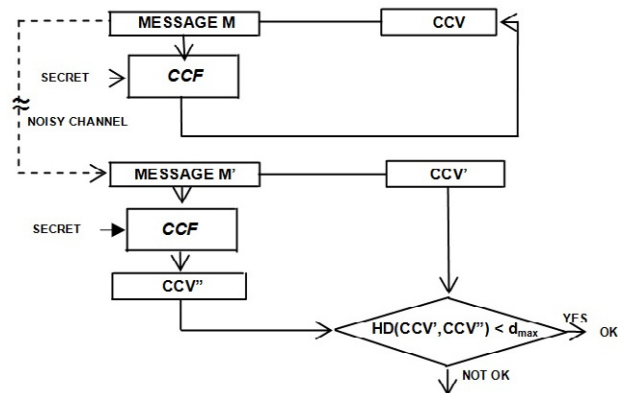 MESSAGE M
CCV
SECRET
CCF
NOISY CHANNEL
MESSAGE M’
CCV’
SECRET
CCF
CCV”
HD(CCV’,CCV”) < dmax
YES
OK
NOT OK